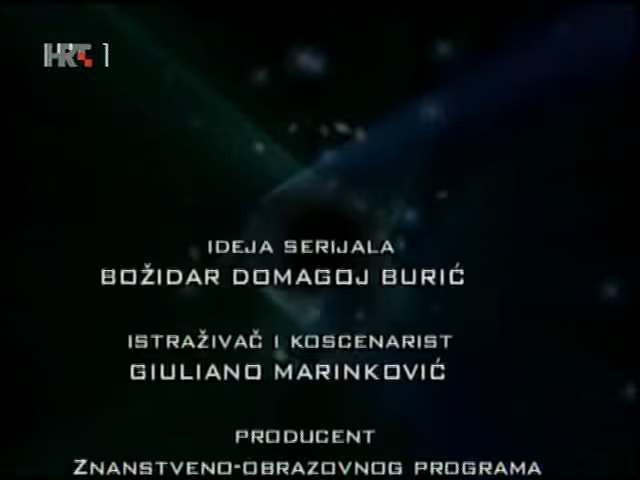 HRT 1
IDEJA SERIJALA
BOŽIDAR DOMAGOJ BURIĆ
ISTRAŽIVAČ I KOSCENARIST
GIULIANO MARINKOVIĆ
PRODUCENT
ZNANSTVENO-OBRAZOVNOG PROGRAMA